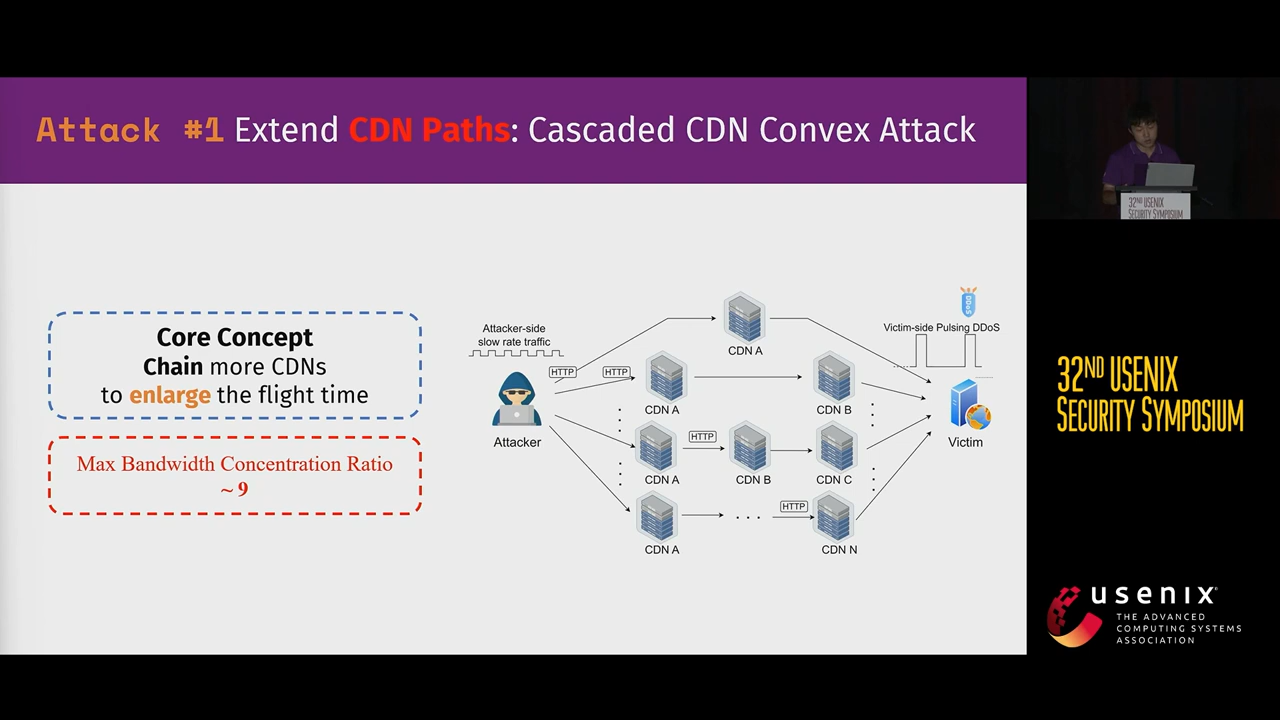 Attack #1 Extend CDN Paths: Cascaded CDN Convex Attack
Core Concept
Chain more CDNs
to enlarge the flight time
Max Bandwidth Concentration Ratio
~ 9
Attacker-side
slow rate traffic
HTTP
HTTP
Attacker
CDN A
CDN A
CDN B
HTTP
CDN A
CDN B
CDN C
HTTP
CDN A
. . .
CDN N
DDoS
Victim-side Pulsing DDoS
Victim
32ND USENIX
SECURITY SYMPOSIUM
32ND USENIX
SECURITY SYMPOSIUM
usenix
THE ADVANCED
COMPUTING SYSTEMS
ASSOCIATION